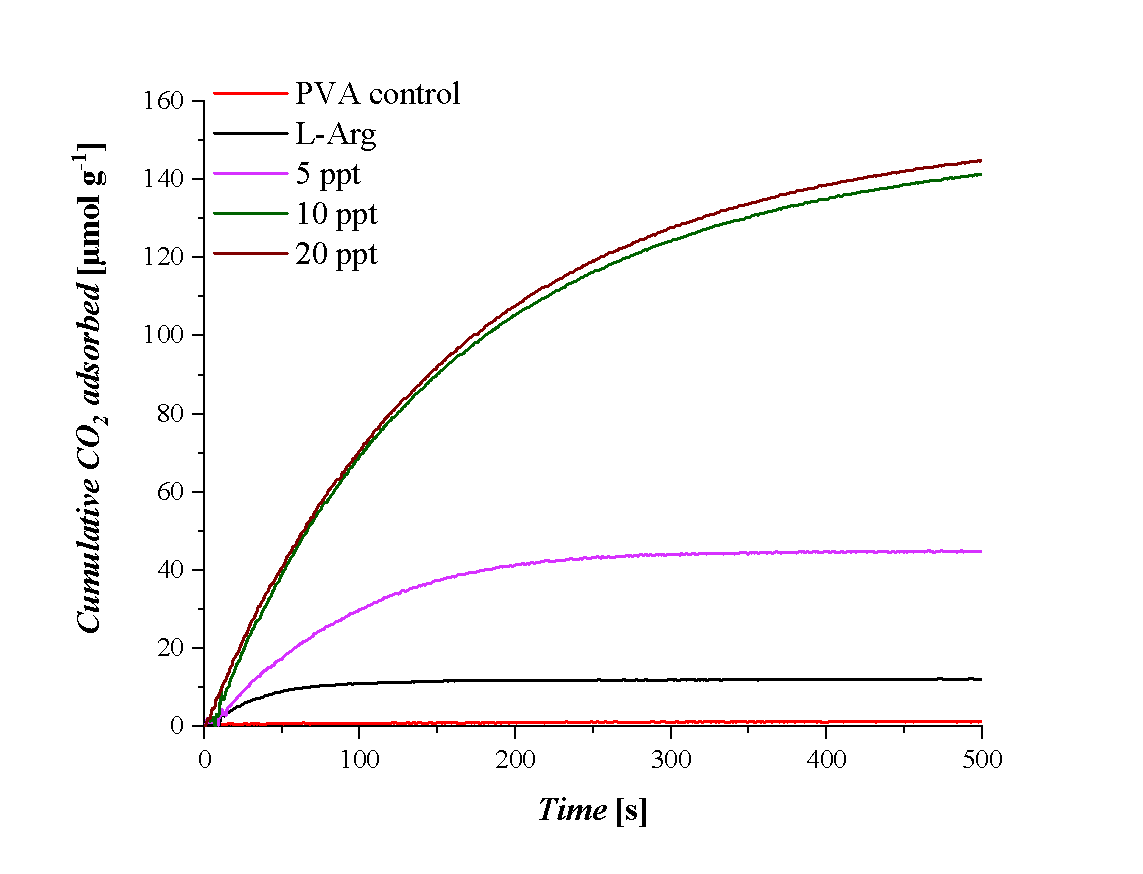 PVA control
L-Arg
5 ppt
10 ppt
20 ppt
160
140
120
100
80
60
40
20
0
Cumulative CO₂ adsorbed [µmol g⁻¹]
0 100 200 300 400 500
Time [s]